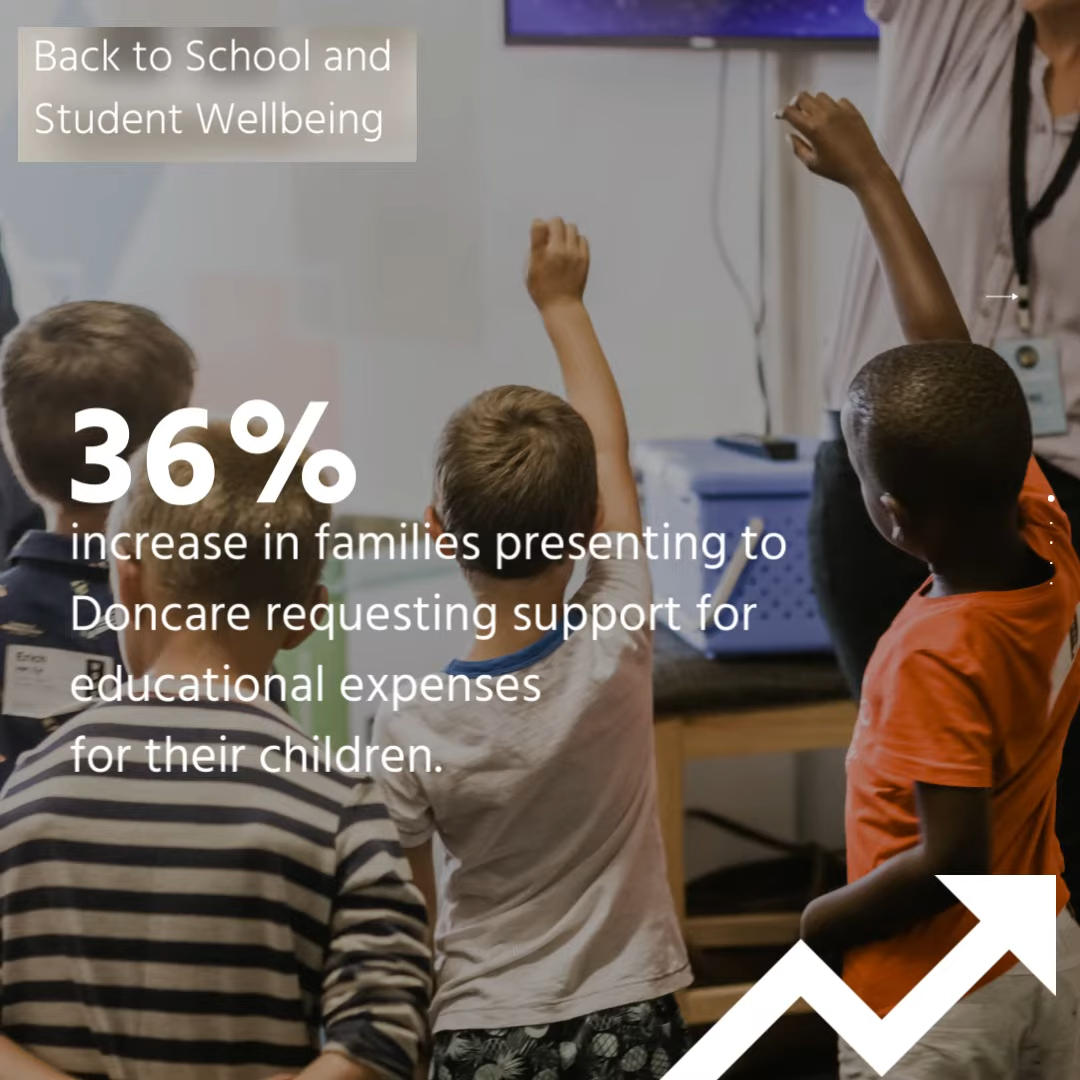 Back to School and
Student Wellbeing
36%
increase in families presenting to
Doncare requesting support for
educational expenses
for their children.